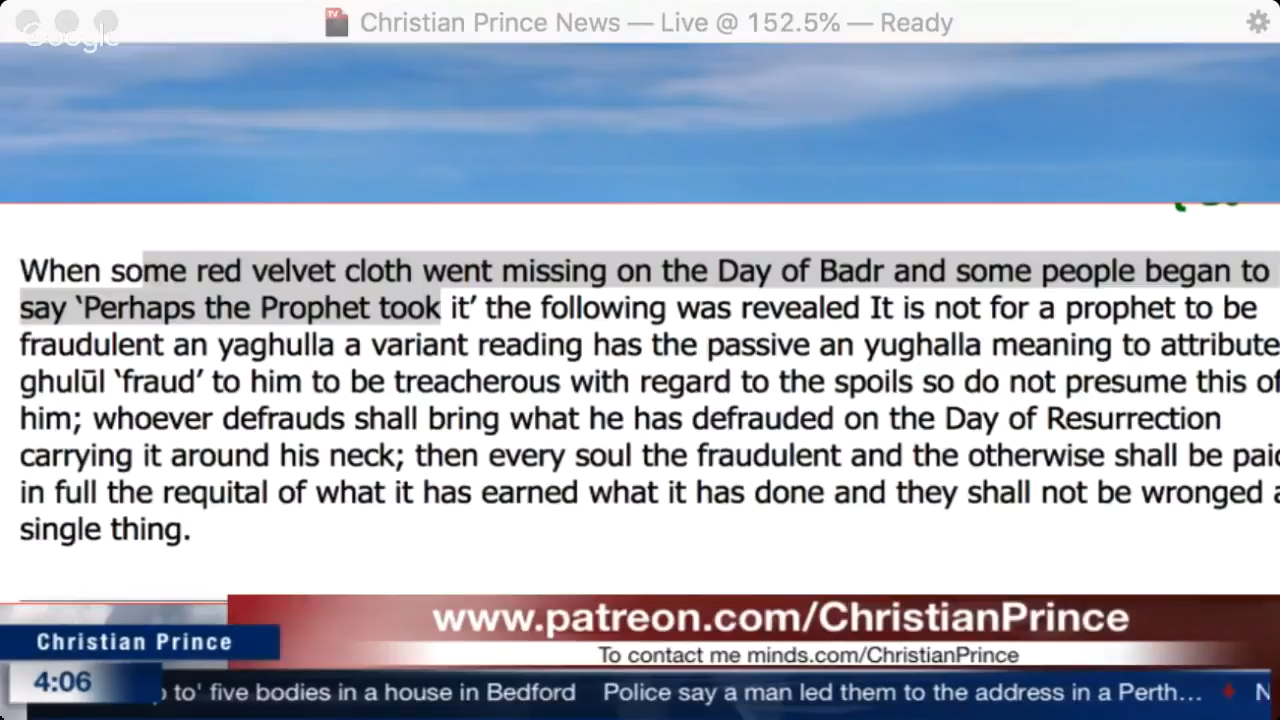 Christian Prince News — Live @ 152.5% — Ready
Google
When some red velvet cloth went missing on the Day of Badr and some people began to
say ‘Perhaps the Prophet took it’ the following was revealed It is not for a prophet to be
fraudulent an yaghulla a variant reading has the passive an yughalla meaning to attribute
ghulūl ‘fraud’ to him to be treacherous with regard to the spoils so do not presume this of
him; whoever defrauds shall bring what he has defrauded on the Day of Resurrection
carrying it around his neck; then every soul the fraudulent and the otherwise shall be paid
in full the requital of what it has earned what it has done and they shall not be wronged a
single thing.
www.patreon.com/ChristianPrince
Christian Prince
To contact me minds.com/ChristianPrince
4:06
to' five bodies in a house in Bedford Police say a man led them to the address in a Perth... N